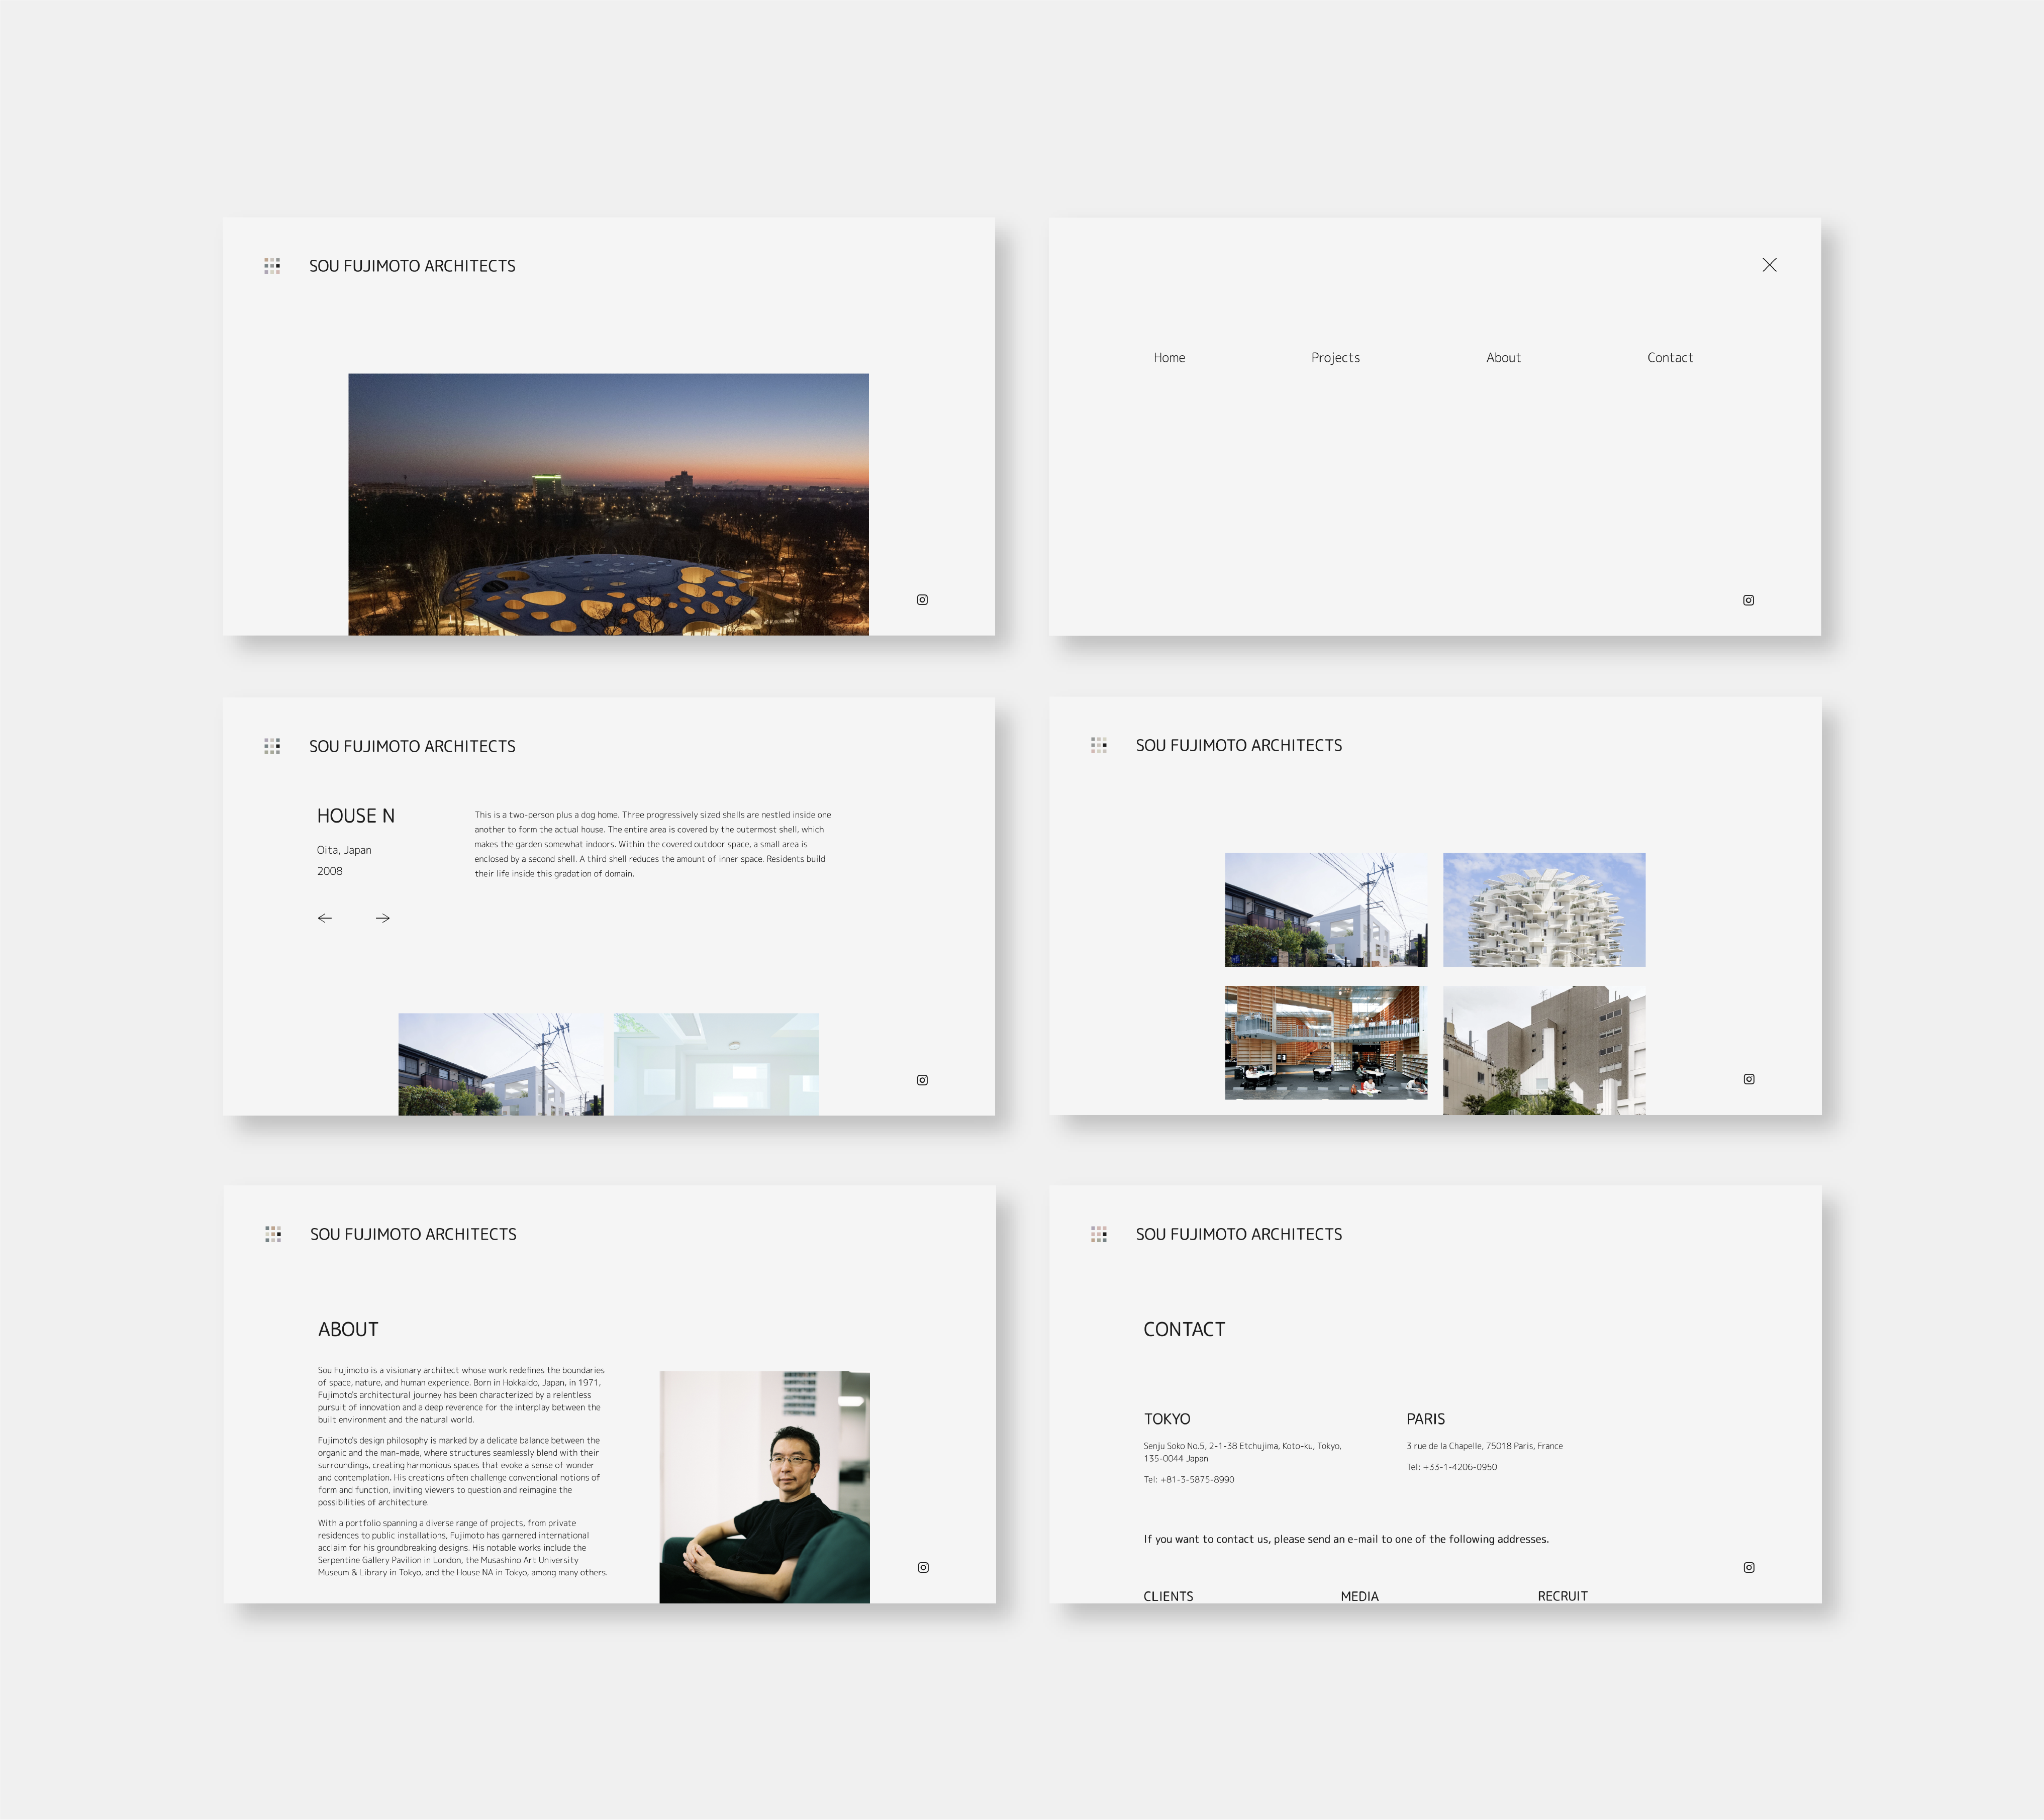 SOU FUJIMOTO ARCHITECTS
Home
Projects
About
Contact
SOU FUJIMOTO ARCHITECTS
HOUSE N
Oita, Japan
2008
This is a two-person plus a dog home. Three progressively sized shells are nestled inside one
another to form the actual house. The entire area is covered by the outermost shell, which
makes the garden somewhat indoors. Within the covered outdoor space, a small area is
enclosed by a second shell. A third shell reduces the amount of inner space. Residents build
their life inside this gradation of domain.
SOU FUJIMOTO ARCHITECTS
SOU FUJIMOTO ARCHITECTS
ABOUT
Sou Fujimoto is a visionary architect whose work redefines the boundaries
of space, nature, and human experience. Born in Hokkaido, Japan, in 1971,
Fujimoto's architectural journey has been characterized by a relentless
pursuit of innovation and a deep reverence for the interplay between the
built environment and the natural world.
Fujimoto's design philosophy is marked by a delicate balance between the
organic and the man-made, where structures seamlessly blend with their
surroundings, creating harmonious spaces that evoke a sense of wonder
and contemplation. His creations often challenge conventional notions of
form and function, inviting viewers to question and reimagine the
possibilities of architecture.
With a portfolio spanning a diverse range of projects, from private
residences to public installations, Fujimoto has garnered international
acclaim for his groundbreaking designs. His notable works include the
Serpentine Gallery Pavilion in London, the Musashino Art University
Museum & Library in Tokyo, and the House NA in Tokyo, among many others.
SOU FUJIMOTO ARCHITECTS
CONTACT
TOKYO
Senju Soko No.5, 2-1-38 Etchujima, Koto-ku, Tokyo,
135-0044 Japan
Tel: +81-3-5875-8990
PARIS
3 rue de la Chapelle, 75018 Paris, France
Tel: +33-1-4206-0950
If you want to contact us, please send an e-mail to one of the following addresses.
CLIENTS
MEDIA
RECRUIT